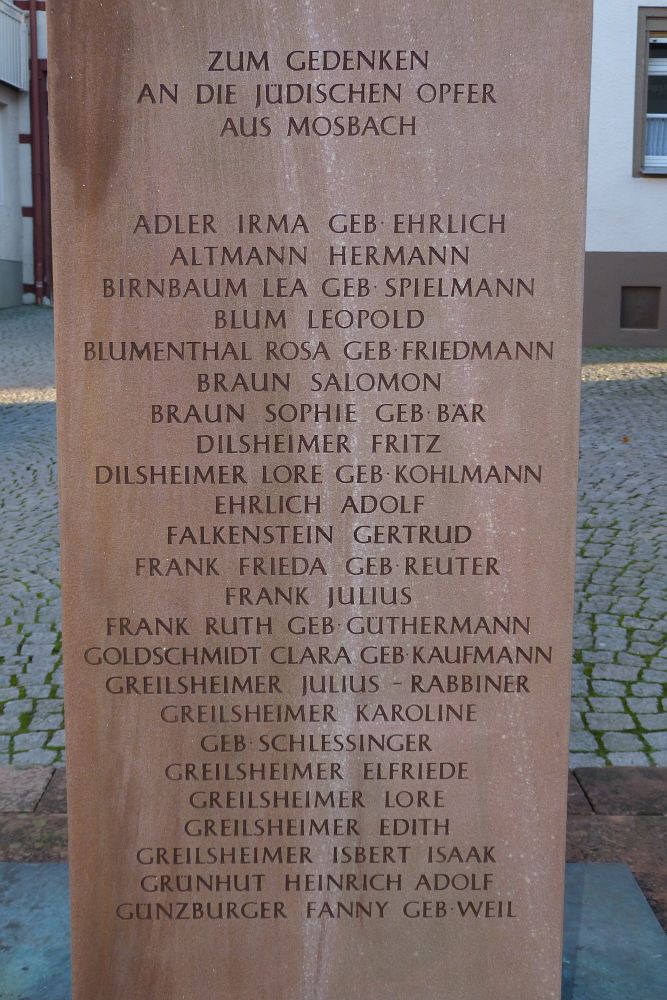 ZUM GEDENKEN
AN DIE JÜDISCHEN OPFER
AUS MOSBACH
ADLER IRMA GEB·EHRLICH
ALTMANN HERMANN
BIRNBAUM LEA GEB·SPIELMANN
BLUM LEOPOLD
BLUMENTHAL ROSA GEB·FRIEDMANN
BRAUN SALOMON
BRAUN SOPHIE GEB·BÄR
DILSHEIMER FRITZ
DILSHEIMER LORE GEB·KOHLMANN
EHRLICH ADOLF
FALKENSTEIN GERTRUD
FRANK FRIEDA GEB·REUTER
FRANK JULIUS
FRANK RUTH GEB·GÜTHERMANN
GOLDSCHMIDT CLARA GEB·KAUFMANN
GREILSHEIMER JULIUS - RABBINER
GREILSHEIMER KAROLINE
GEB·SCHLESSINGER
GREILSHEIMER ELFRIEDE
GREILSHEIMER LORE
GREILSHEIMER EDITH
GREILSHEIMER ISBERT ISAAK
GRÜNHUT HEINRICH ADOLF
GÜNZBURGER FANNY GEB·WEIL